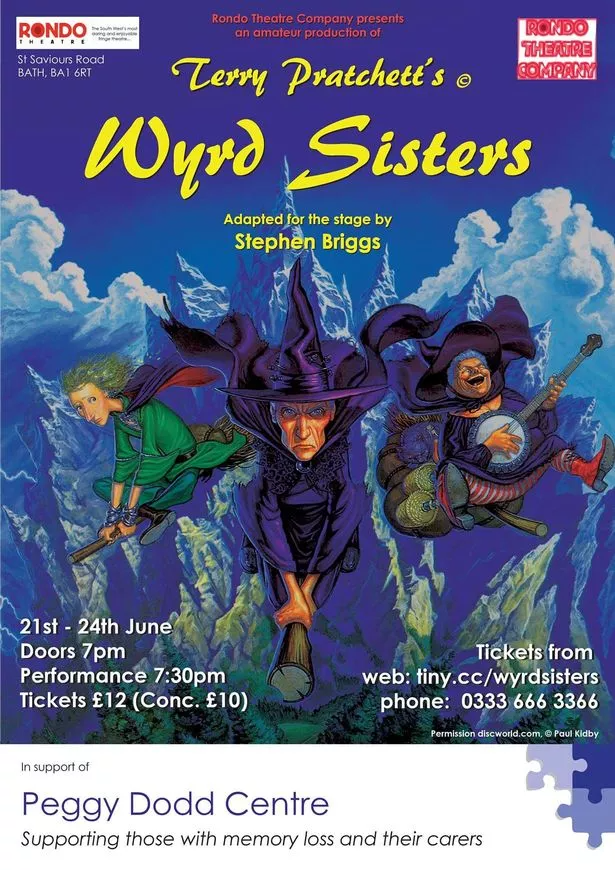 Rondo Theatre Company presents
an amateur production of
RONDO
THEATRE
The South West's most
daring and enjoyable
fringe theatre...
St Saviours Road
BATH, BA1 6RT
RONDO
THEATRE
COMPANY
Terry Pratchett's ©
Wyrd Sisters
Adapted for the stage by
Stephen Briggs
21st - 24th June
Doors 7pm
Performance 7:30pm
Tickets £12 (Conc. £10)
Tickets from
web: tiny.cc/wyrdsisters
phone: 0333 666 3366
Permission discworld.com, © Paul Kidby
In support of
Peggy Dodd Centre
Supporting those with memory loss and their carers